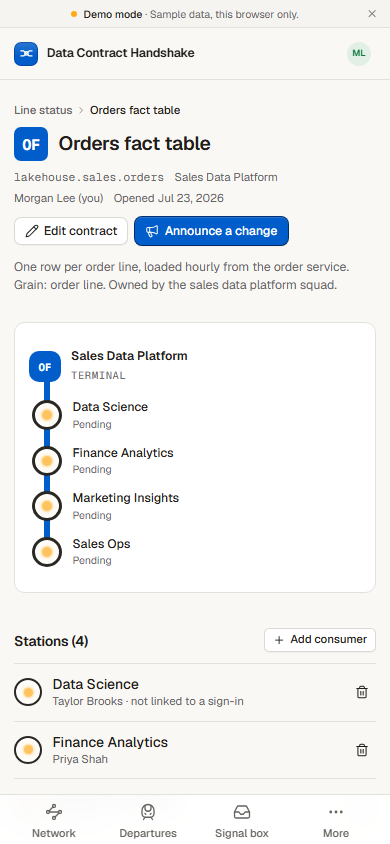 Demo mode · Sample data, this browser only.
Data Contract Handshake
ML
Line status > Orders fact table
OF Orders fact table
lakehouse.sales.orders Sales Data Platform
Morgan Lee (you) Opened Jul 23, 2026
Edit contract
Announce a change
One row per order line, loaded hourly from the order service.
Grain: order line. Owned by the sales data platform squad.
OF
Sales Data Platform
TERMINAL
Data Science
Pending
Finance Analytics
Pending
Marketing Insights
Pending
Sales Ops
Pending
Stations (4)
+ Add consumer
Data Science
Taylor Brooks · not linked to a sign-in
Finance Analytics
Priya Shah
Network
Departures
Signal box
More